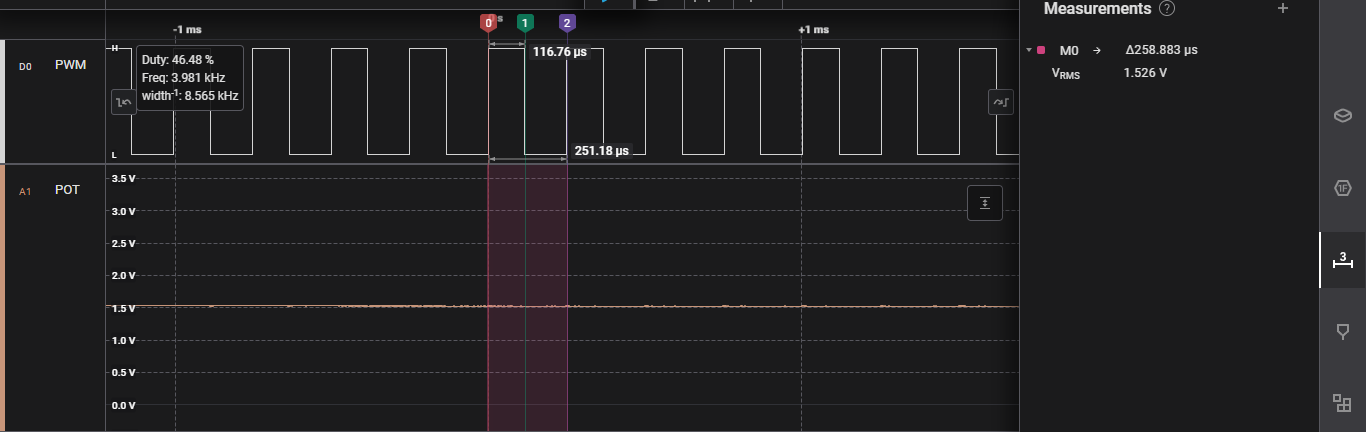 Measurements ?
-1 ms
0 s
1
2
+1 ms
D0 PWM
H
L
Duty: 46.48 %
Freq: 3.981 kHz
width-1: 8.565 kHz
116.76 µs
251.18 µs
M0 → Δ258.883 µs
VRMS 1.526 V
A1 POT
3.5 V
3.0 V
2.5 V
2.0 V
1.5 V
1.0 V
0.5 V
0.0 V
1F
3